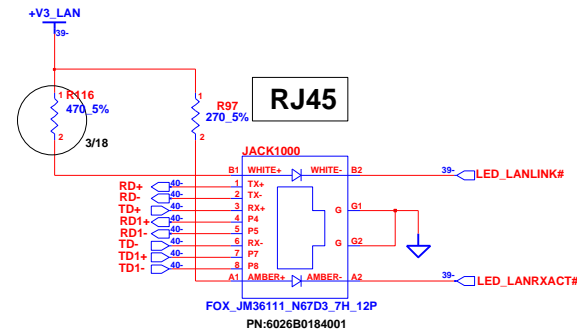 +V3_LAN
39-
1 R116
470_5%
2
3/18
1
R97
270_5%
2
RJ45
JACK1000
B1 WHITE+ WHITE- B2 39- LED_LANLINK#
RD+ 40- 1 TX+
RD- 40- 2 TX-
TD+ 40- 3 RX+ G G1
RD1+ 40- 4 P4
RD1- 40- 5 P5
TD- 40- 6 RX- G G2
TD1+ 40- 7 P7
TD1- 40- 8 P8
A1 AMBER+ AMBER- A2 39- LED_LANRXACT#
FOX_JM36111_N67D3_7H_12P
PN:6026B0184001